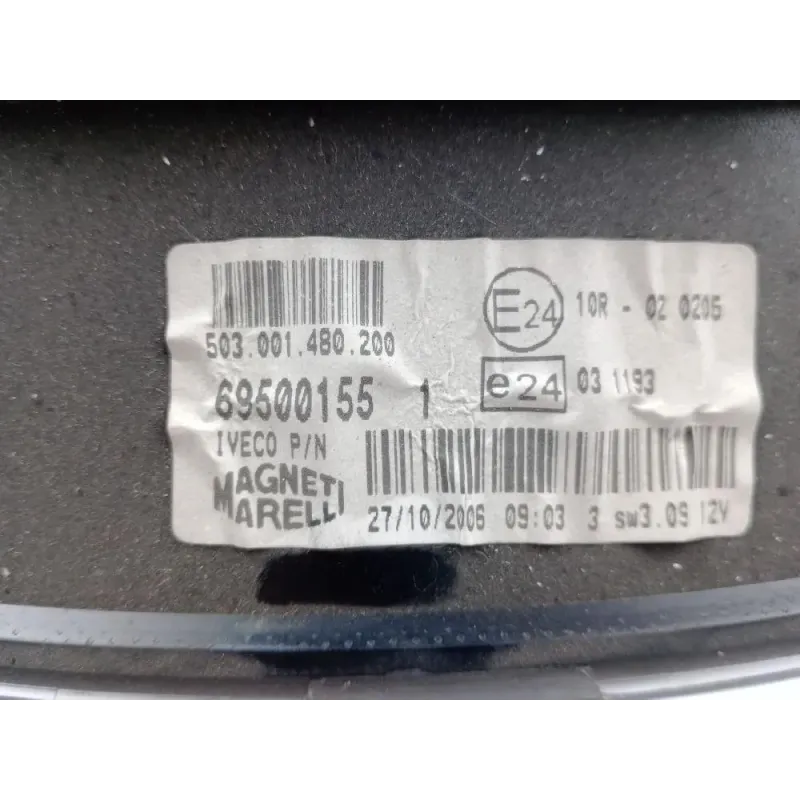 503.001.480.200
69500155 1
IVECO P/N
MAGNETI
MARELLI
E24 10R - 02 0205
e24 03 1193
27/10/2006 09:03 3 sw3.09 12V